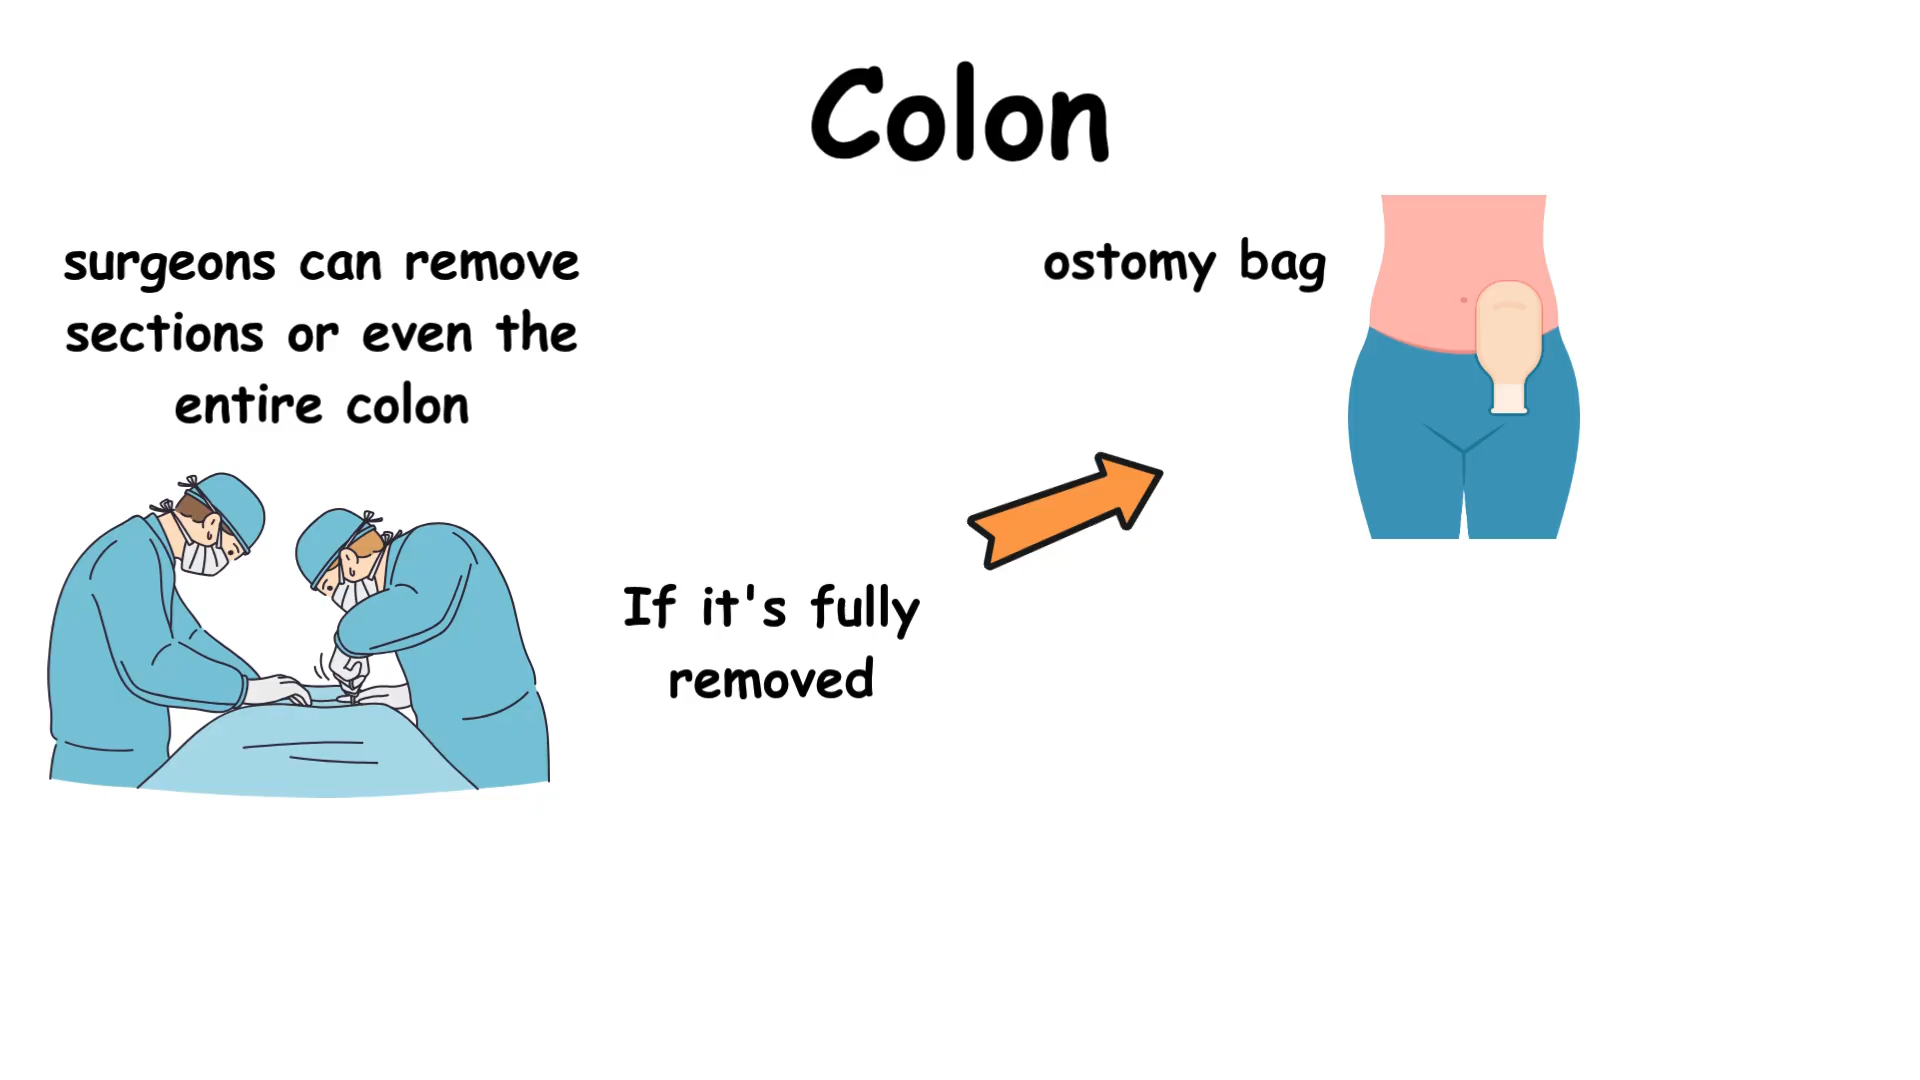 Colon
surgeons can remove
sections or even the
entire colon
ostomy bag
If it's fully
removed